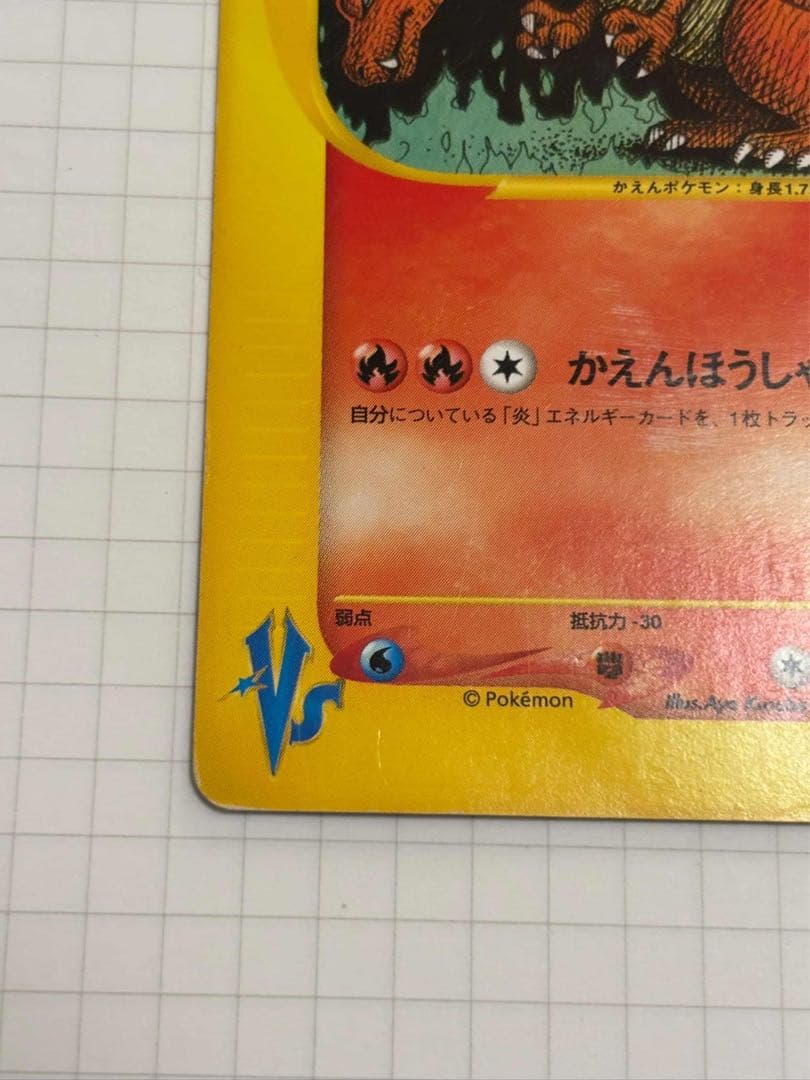 かえんポケモン：身長1.7
かえんほうしゃ
自分についている「炎」エネルギーカードを、1枚トラッ
弱点
抵抗力 -30
VS
© Pokémon
Illus. Aya